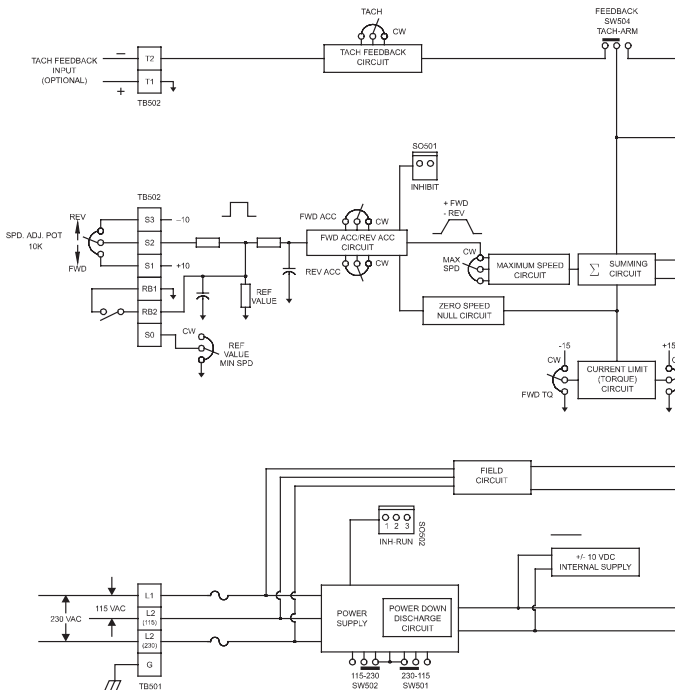 TACH
CW
FEEDBACK
SW504
TACH-ARM
TACH FEEDBACK
INPUT
(OPTIONAL)
–
+
T2
T1
TB502
TACH FEEDBACK
CIRCUIT
SO501
INHIBIT
TB502
SPD. ADJ. POT
10K
REV
FWD
S3
–10
S2
S1
+10
RB1
RB2
S0
REF
VALUE
CW
REF
VALUE
MIN SPD
FWD ACC
CW
FWD ACC/REV ACC
CIRCUIT
REV ACC
CW
+ FWD
- REV
CW
MAX
SPD
MAXIMUM SPEED
CIRCUIT
∑
SUMMING
CIRCUIT
ZERO SPEED
NULL CIRCUIT
-15
CW
FWD TQ
CURRENT LIMIT
(TORQUE)
CIRCUIT
+15
C
FIELD
CIRCUIT
1 2 3
SO502
INH-RUN
+/- 10 VDC
INTERNAL SUPPLY
230 VAC
115 VAC
L1
L2
(115)
L2
(230)
G
TB501
POWER
SUPPLY
POWER DOWN
DISCHARGE
CIRCUIT
115-230
SW502
230-115
SW501